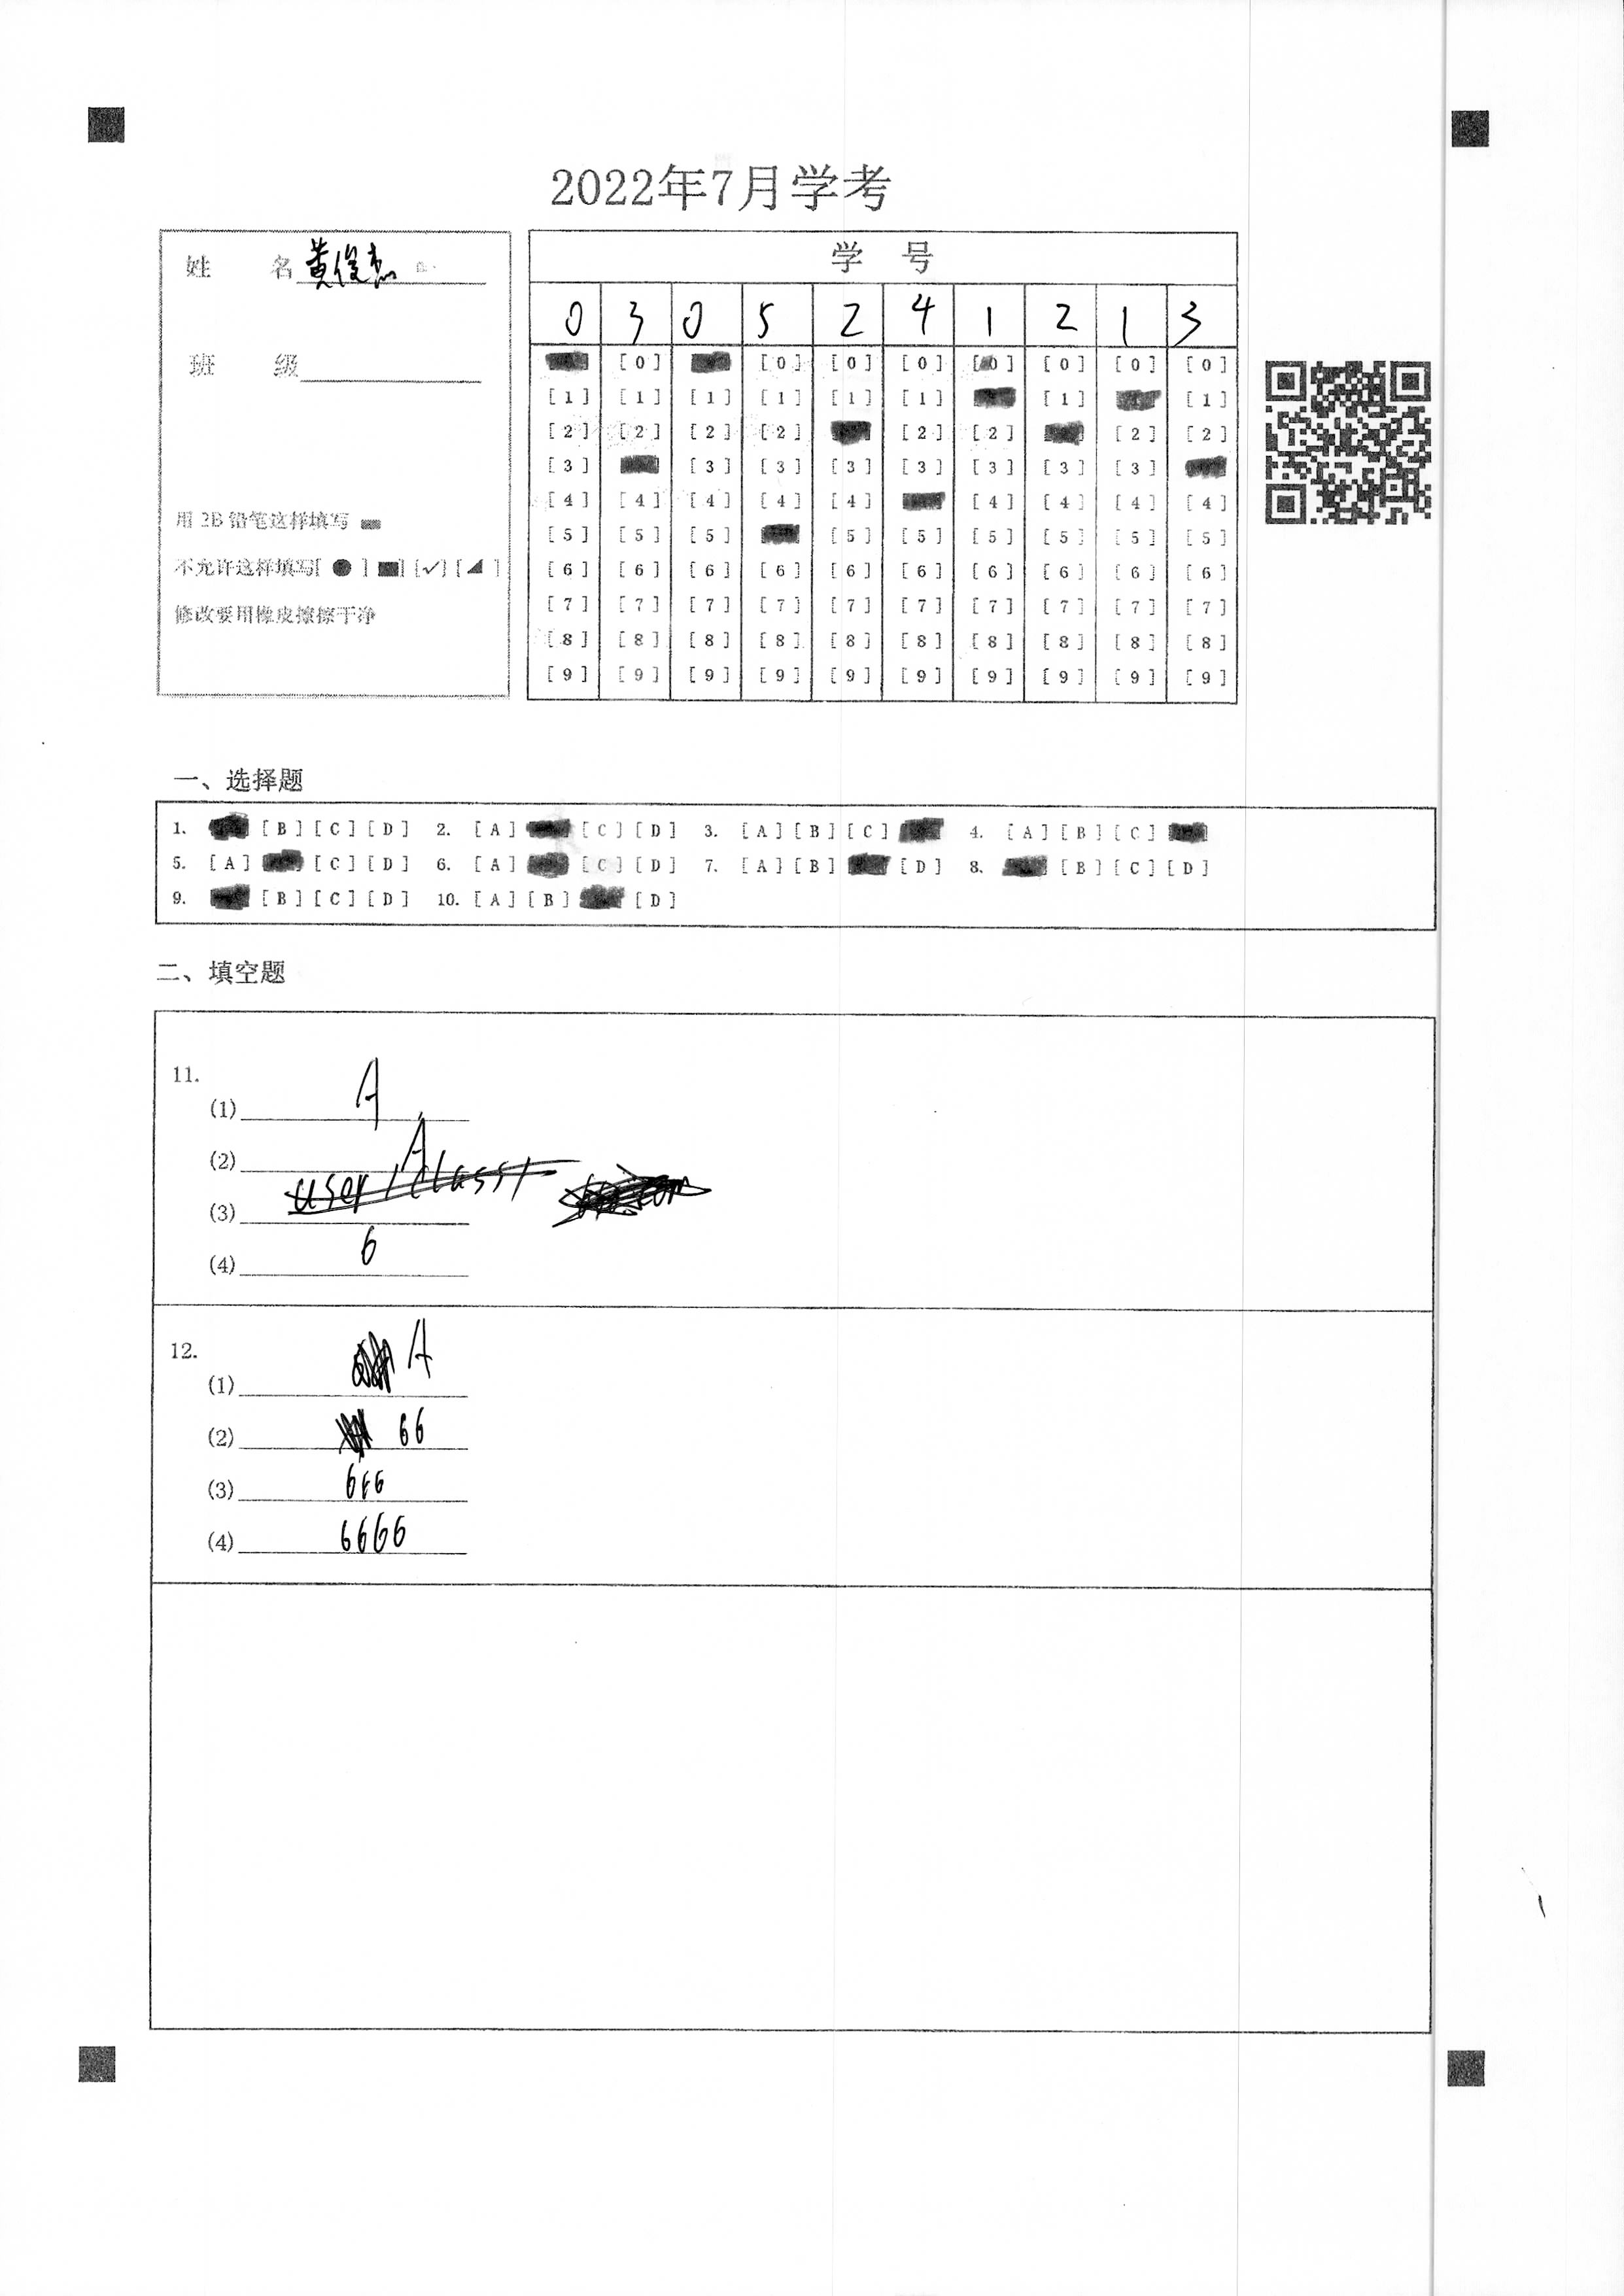 2022年7月学考
姓 名 黄俊杰
班 级
用 2B 铅笔这样填写
不允许这样填写[ ● ] [■] [✓] [◢ ]
修改要用橡皮擦擦干净
学 号
0 3 0 5 2 4 1 2 1 3
[0] [0] [0] [0] [0] [0] [0]
[1] [1] [1] [1] [1] [1] [1] [1]
[2] [2] [2] [2] [2] [2] [2] [2]
[3] [3] [3] [3] [3] [3] [3] [3]
[4] [4] [4] [4] [4] [4] [4] [4] [4]
[5] [5] [5] [5] [5] [5] [5] [5] [5]
[6] [6] [6] [6] [6] [6] [6] [6] [6] [6]
[7] [7] [7] [7] [7] [7] [7] [7] [7] [7]
[8] [8] [8] [8] [8] [8] [8] [8] [8] [8]
[9] [9] [9] [9] [9] [9] [9] [9] [9] [9]
一、选择题
1. [B] [C] [D] 2. [A] [C] [D] 3. [A] [B] [C] 4. [A] [B] [C]
5. [A] [C] [D] 6. [A] [C] [D] 7. [A] [B] [D] 8. [B] [C] [D]
9. [B] [C] [D] 10. [A] [B] [D]
二、填空题
11.
(1) A
(2) A
(3)
(4) 6
12.
(1) A
(2) 66
(3) 666
(4) 6666